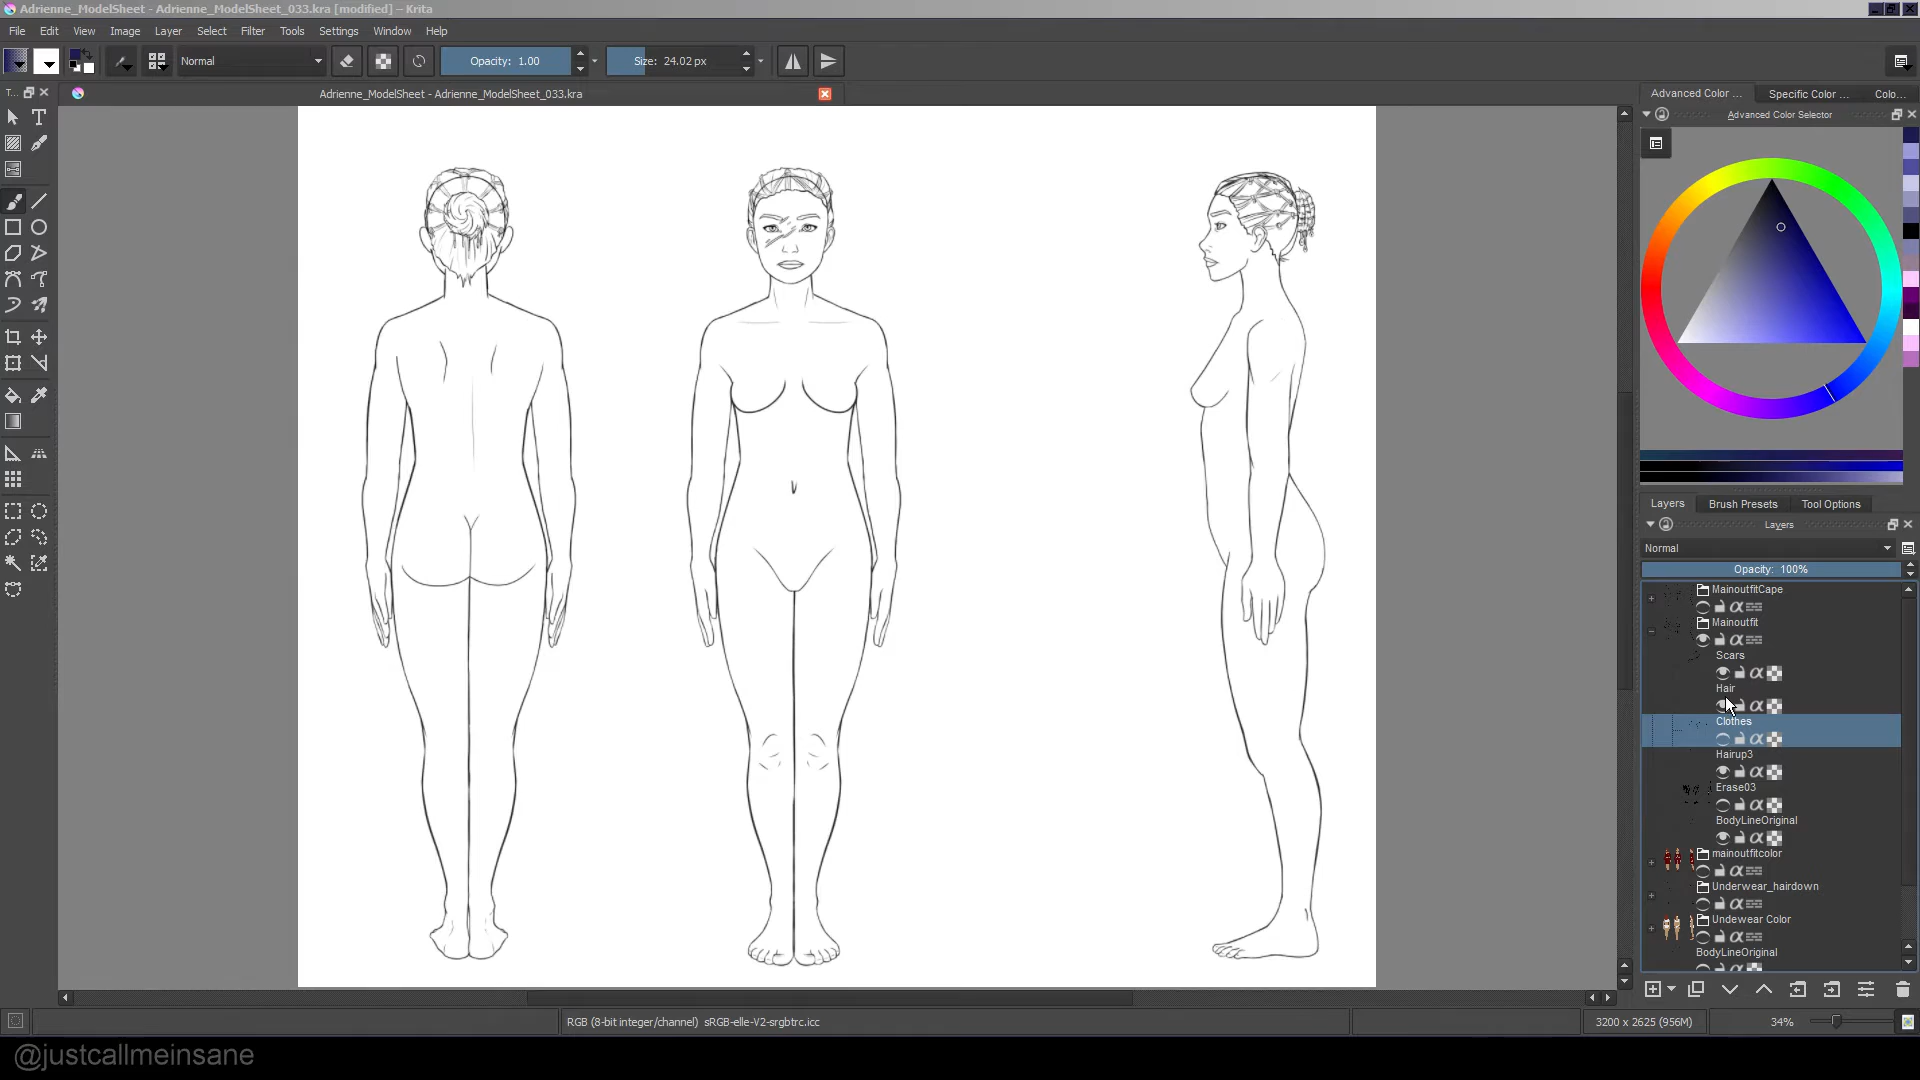 Adrienne_ModelSheet - Adrienne_ModelSheet_033.kra [modified] – Krita
File Edit View Image Layer Select Filter Tools Settings Window Help
Normal Opacity: 1.00 Size: 24.02 px
T... Adrienne_ModelSheet - Adrienne_ModelSheet_033.kra Advanced Color ... Specific Color ... Colo...
Advanced Color Selector
Layers Brush Presets Tool Options
Layers
Normal
Opacity: 100%
MainoutfitCape
Mainoutfit
Scars
Hair
Clothes
Hairup3
Erase03
BodyLineOriginal
mainoutfitcolor
Underwear_hairdown
Undewear Color
BodyLineOriginal
RGB (8-bit integer/channel) sRGB-elle-V2-srgbtrc.icc 3200 x 2625 (956M) 34%
@justcallmeinsane